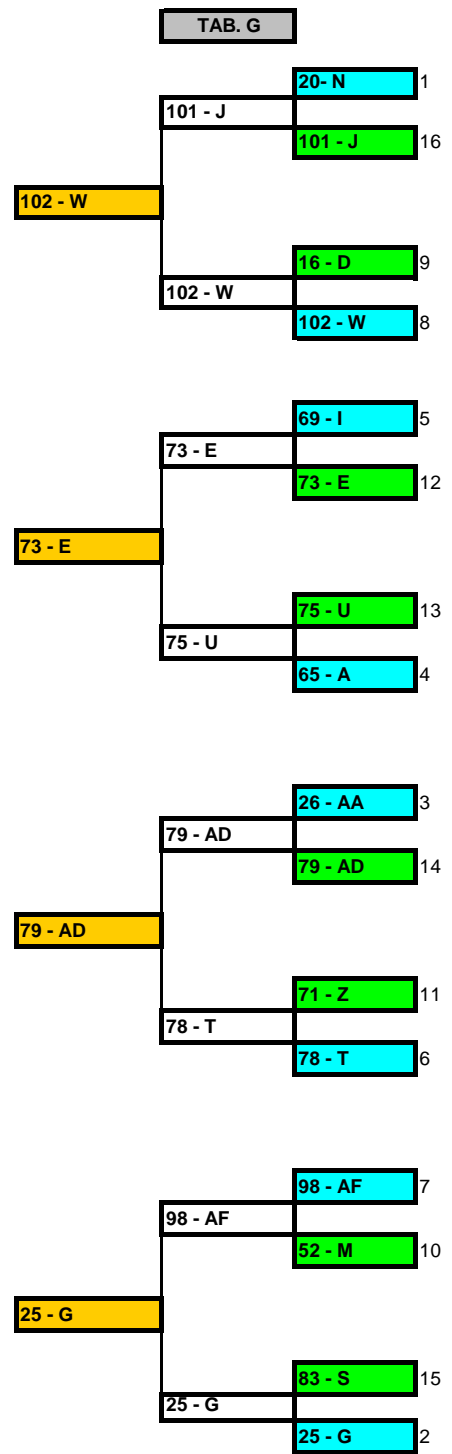 TAB. G
20- N 1
101 - J
101 - J 16
102 - W
16 - D 9
102 - W
102 - W 8
69 - I 5
73 - E
73 - E 12
73 - E
75 - U 13
75 - U
65 - A 4
26 - AA 3
79 - AD
79 - AD 14
79 - AD
71 - Z 11
78 - T
78 - T 6
98 - AF 7
98 - AF
52 - M 10
25 - G
83 - S 15
25 - G
25 - G 2